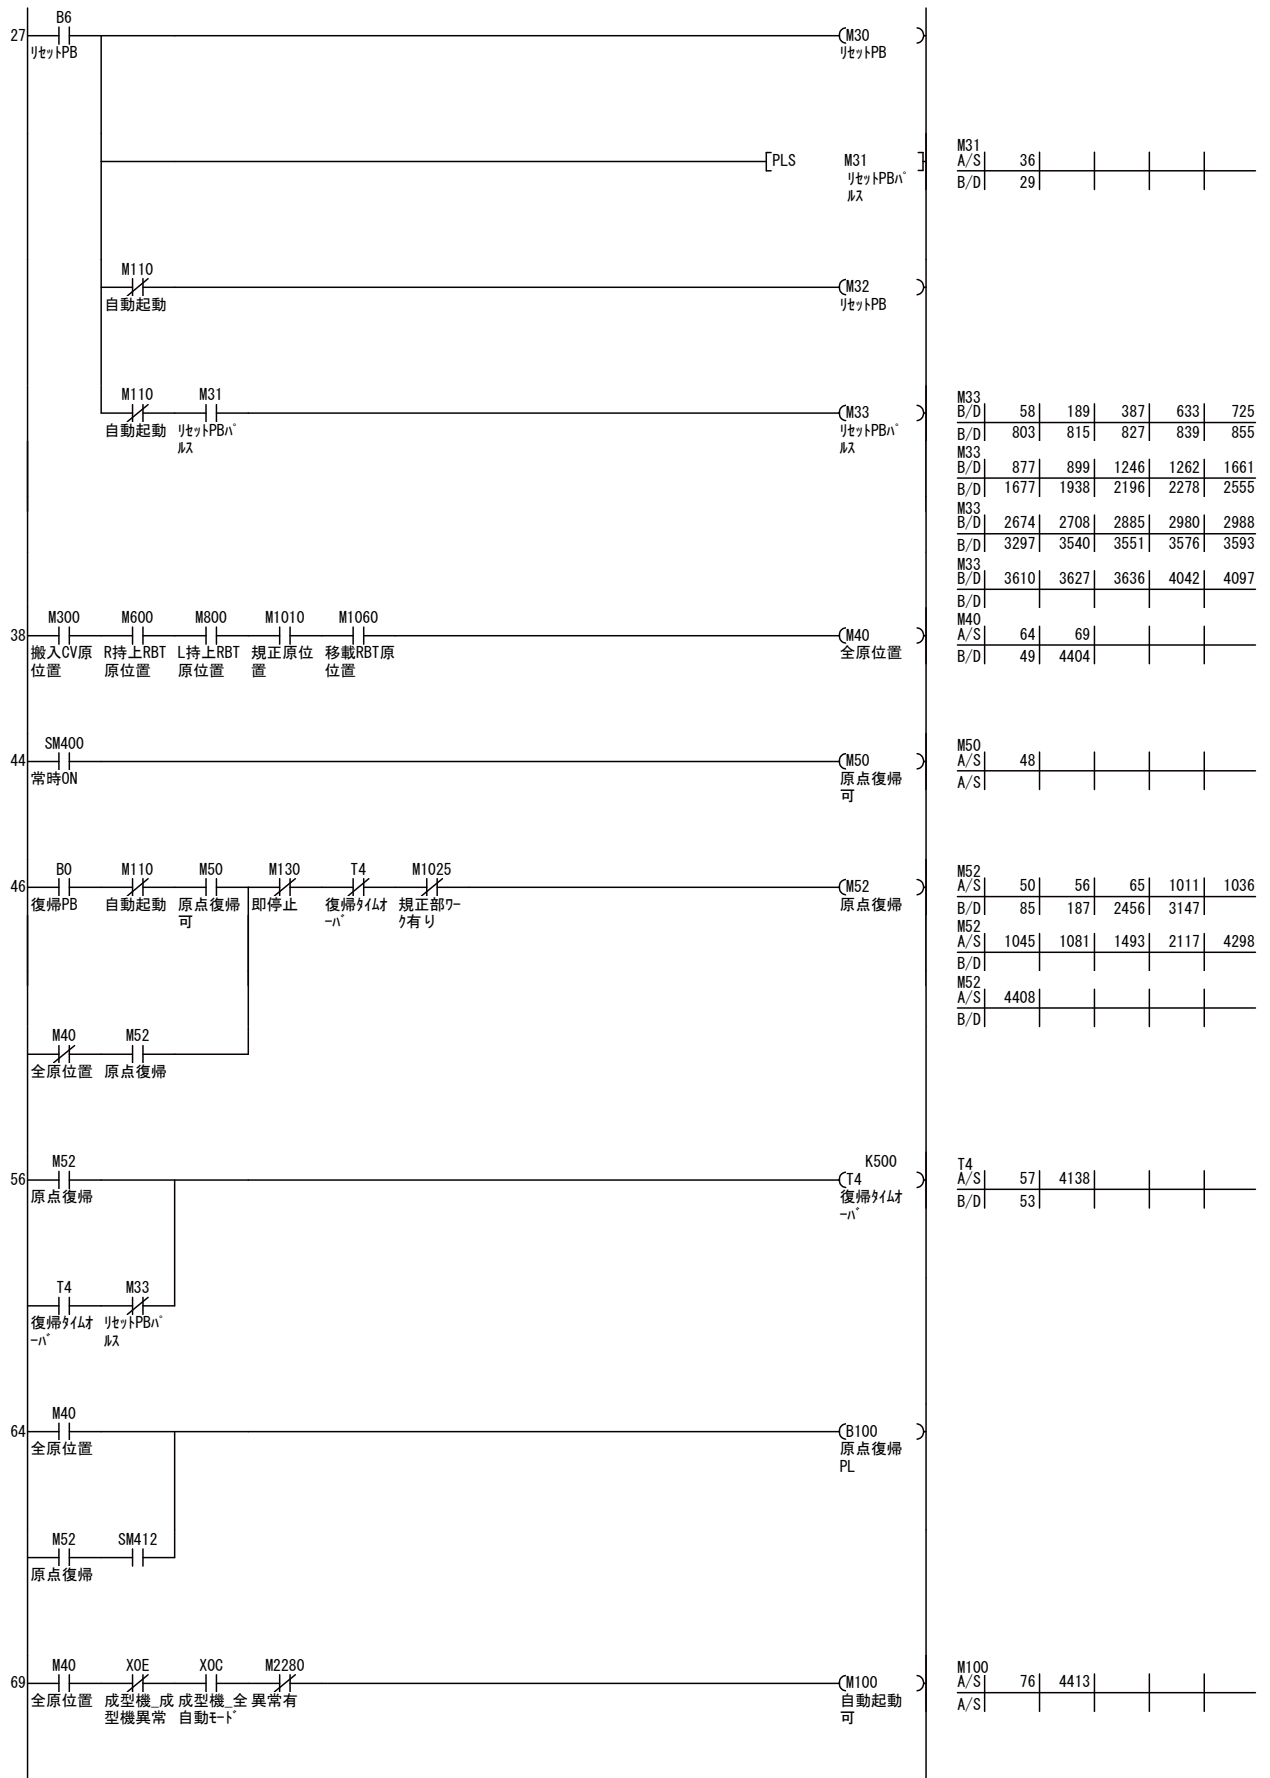 B6
27
リセットPB
M30
リセットPB
PLS M31
リセットPBパ
ルス
M31
A/S 36
B/D 29
M110
自動起動
M32
リセットPB
M110 M31
自動起動 リセットPBパ
ルス
M33
リセットPBパ
ルス
M33
B/D 58 189 387 633 725
B/D 803 815 827 839 855
M33
B/D 877 899 1246 1262 1661
B/D 1677 1938 2196 2278 2555
M33
B/D 2674 2708 2885 2980 2988
B/D 3297 3540 3551 3576 3593
M33
B/D 3610 3627 3636 4042 4097
B/D
M300 M600 M800 M1010 M1060
38
搬入CV原 R持上RBT L持上RBT 規正原位 移載RBT原
位置 原位置 原位置 置 位置
M40
全原位置
M40
A/S 64 69
B/D 49 4404
SM400
44
常時ON
M50
原点復帰
可
M50
A/S 48
A/S
B0 M110 M50 M130 T4 M1025
46
復帰PB 自動起動 原点復帰 即停止 復帰タイムオ 規正部ワー
可 ーバ ク有り
M52
原点復帰
M52
A/S 50 56 65 1011 1036
B/D 85 187 2456 3147
M52
A/S 1045 1081 1493 2117 4298
B/D
M52
A/S 4408
B/D
M40 M52
全原位置 原点復帰
M52
56
原点復帰
K500
T4
復帰タイムオ
ーバ
T4
A/S 57 4138
B/D 53
T4 M33
復帰タイムオ リセットPBパ
ーバ ルス
M40
64
全原位置
B100
原点復帰
PL
M52 SM412
原点復帰
M40 X0E X0C M2280
69
全原位置 成型機_成 成型機_全 異常有
型機異常 自動モード
M100
自動起動
可
M100
A/S 76 4413
A/S